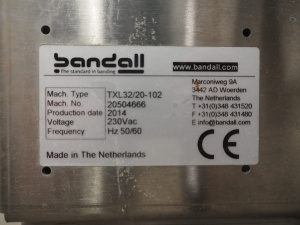 bandall
The standard in banding
www.bandall.com
Marconiweg 9A
3442 AD Woerden
The Netherlands
T +31(0)348 431520
F +31(0)348 431480
E info@bandall.com
Mach. Type TXL32/20-102
Mach. No. 20504666
Production date 2014
Voltage 230Vac
Frequency Hz 50/60
Made in The Netherlands
CE